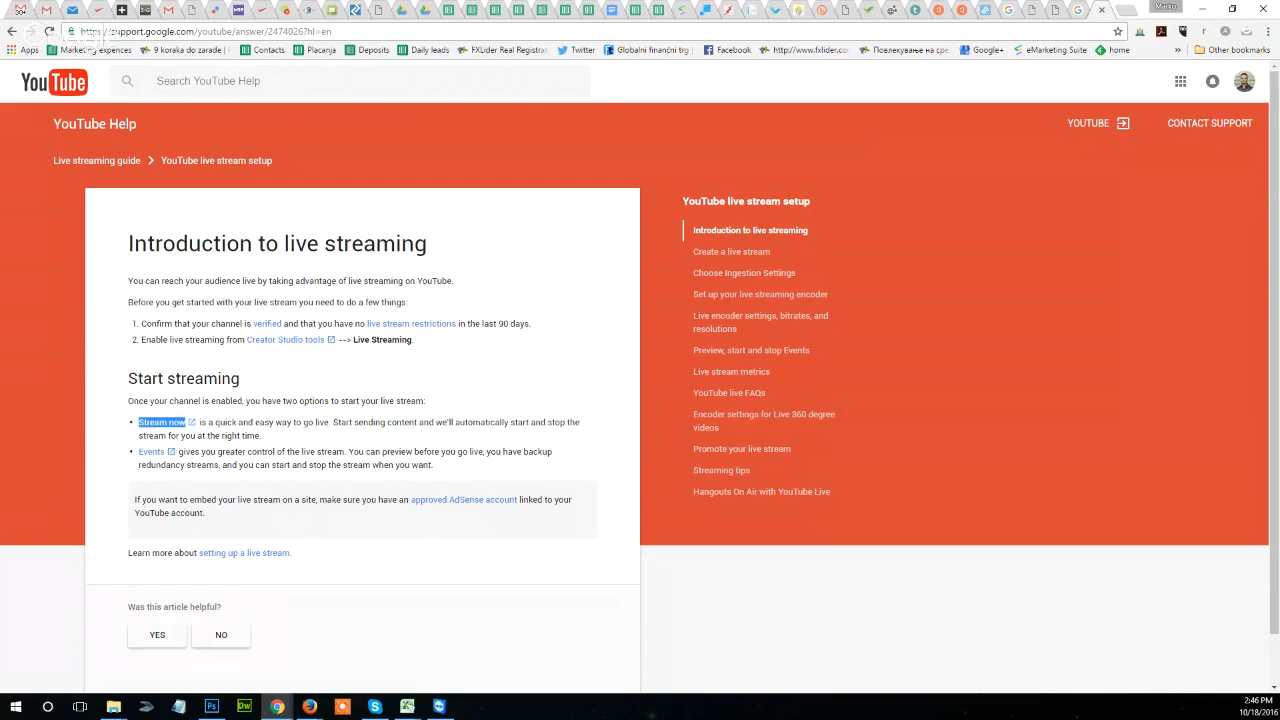 Merko
https://support.google.com/youtube/answer/2474026?hl=en
Apps Marketing expences 9 koraka do zarade Contacts Placanja Deposits Daily leads FXLider Real Registrat Twitter Globalni finančni trg Facebook http://www.fxlider.com Повекување на сре Google+ eMarketing Suite home Other bookmarks
YouTube Search YouTube Help
YouTube Help YOUTUBE CONTACT SUPPORT
Live streaming guide YouTube live stream setup
Introduction to live streaming
You can reach your audience live by taking advantage of live streaming on YouTube.
Before you get started with your live stream you need to do a few things:
1. Confirm that your channel is verified and that you have no live stream restrictions in the last 90 days.
2. Enable live streaming from Creator Studio tools --> Live Streaming.
Start streaming
Once your channel is enabled, you have two options to start your live stream:
• Stream now is a quick and easy way to go live. Start sending content and we'll automatically start and stop the
stream for you at the right time.
• Events gives you greater control of the live stream. You can preview before you go live, you have backup
redundancy streams, and you can start and stop the stream when you want.
If you want to embed your live stream on a site, make sure you have an approved AdSense account linked to your
YouTube account.
Learn more about setting up a live stream.
Was this article helpful?
YES NO
YouTube live stream setup
Introduction to live streaming
Create a live stream
Choose Ingestion Settings
Set up your live streaming encoder
Live encoder settings, bitrates, and
resolutions
Preview, start and stop Events
Live stream metrics
YouTube live FAQs
Encoder settings for Live 360 degree
videos
Promote your live stream
Streaming tips
Hangouts On Air with YouTube Live
2:46 PM
10/18/2016